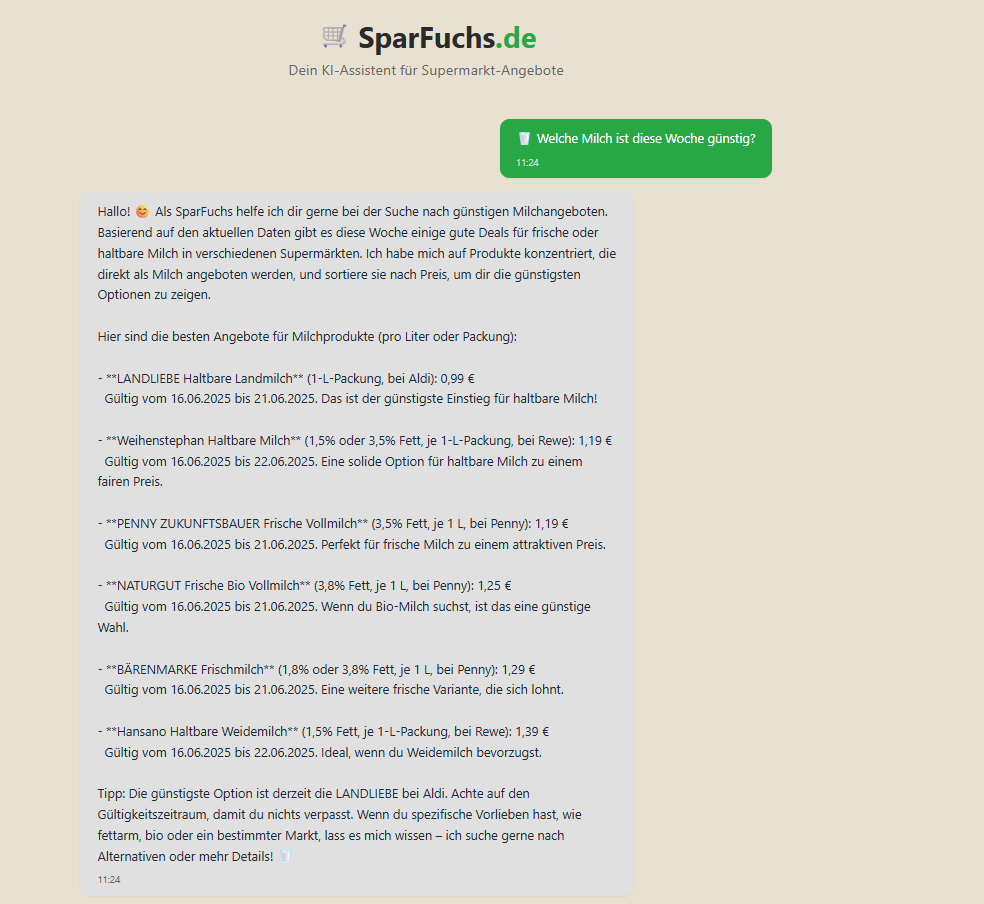 SparFuchs.de
Dein KI-Assistent für Supermarkt-Angebote
Welche Milch ist diese Woche günstig?
11:24
Hallo! 😊 Als SparFuchs helfe ich dir gerne bei der Suche nach günstigen Milchangeboten.
Basierend auf den aktuellen Daten gibt es diese Woche einige gute Deals für frische oder
haltbare Milch in verschiedenen Supermärkten. Ich habe mich auf Produkte konzentriert, die
direkt als Milch angeboten werden, und sortiere sie nach Preis, um dir die günstigsten
Optionen zu zeigen.
Hier sind die besten Angebote für Milchprodukte (pro Liter oder Packung):
- **LANDLIEBE Haltbare Landmilch** (1-L-Packung, bei Aldi): 0,99 €
Gültig vom 16.06.2025 bis 21.06.2025. Das ist der günstigste Einstieg für haltbare Milch!
- **Weihenstephan Haltbare Milch** (1,5% oder 3,5% Fett, je 1-L-Packung, bei Rewe): 1,19 €
Gültig vom 16.06.2025 bis 22.06.2025. Eine solide Option für haltbare Milch zu einem
fairen Preis.
- **PENNY ZUKUNFTSBAUER Frische Vollmilch** (3,5% Fett, je 1 L, bei Penny): 1,19 €
Gültig vom 16.06.2025 bis 21.06.2025. Perfekt für frische Milch zu einem attraktiven Preis.
- **NATURGUT Frische Bio Vollmilch** (3,8% Fett, je 1 L, bei Penny): 1,25 €
Gültig vom 16.06.2025 bis 21.06.2025. Wenn du Bio-Milch suchst, ist das eine günstige
Wahl.
- **BÄRENMARKE Frischmilch** (1,8% oder 3,8% Fett, je 1 L, bei Penny): 1,29 €
Gültig vom 16.06.2025 bis 21.06.2025. Eine weitere frische Variante, die sich lohnt.
- **Hansano Haltbare Weidemilch** (1,5% Fett, je 1-L-Packung, bei Rewe): 1,39 €
Gültig vom 16.06.2025 bis 22.06.2025. Ideal, wenn du Weidemilch bevorzugst.
Tipp: Die günstigste Option ist derzeit die LANDLIEBE bei Aldi. Achte auf den
Gültigkeitszeitraum, damit du nichts verpasst. Wenn du spezifische Vorlieben hast, wie
fettarm, bio oder ein bestimmter Markt, lass es mich wissen – ich suche gerne nach
Alternativen oder mehr Details! 🥛
11:24